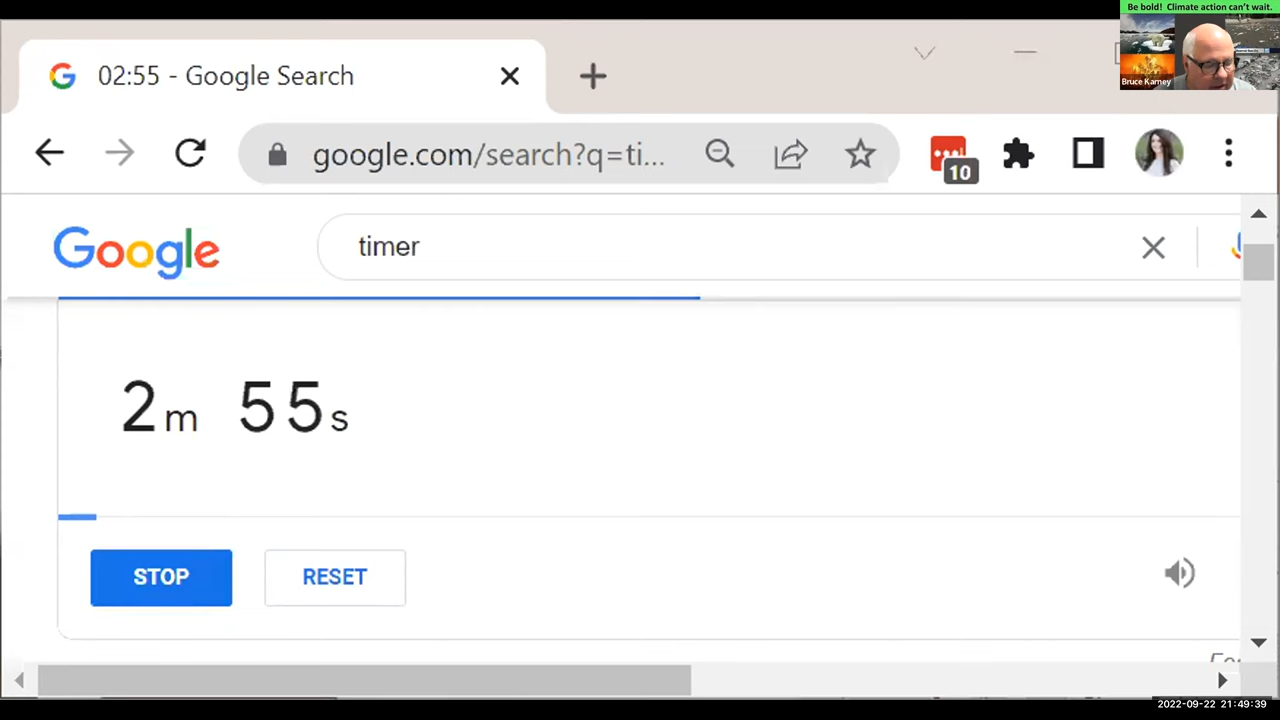 Be bold! Climate action can't wait.
02:55 - Google Search
Bruce Karney
google.com/search?q=ti...
10
Google
timer
2m 55s
STOP
RESET
2022-09-22 21:49:39